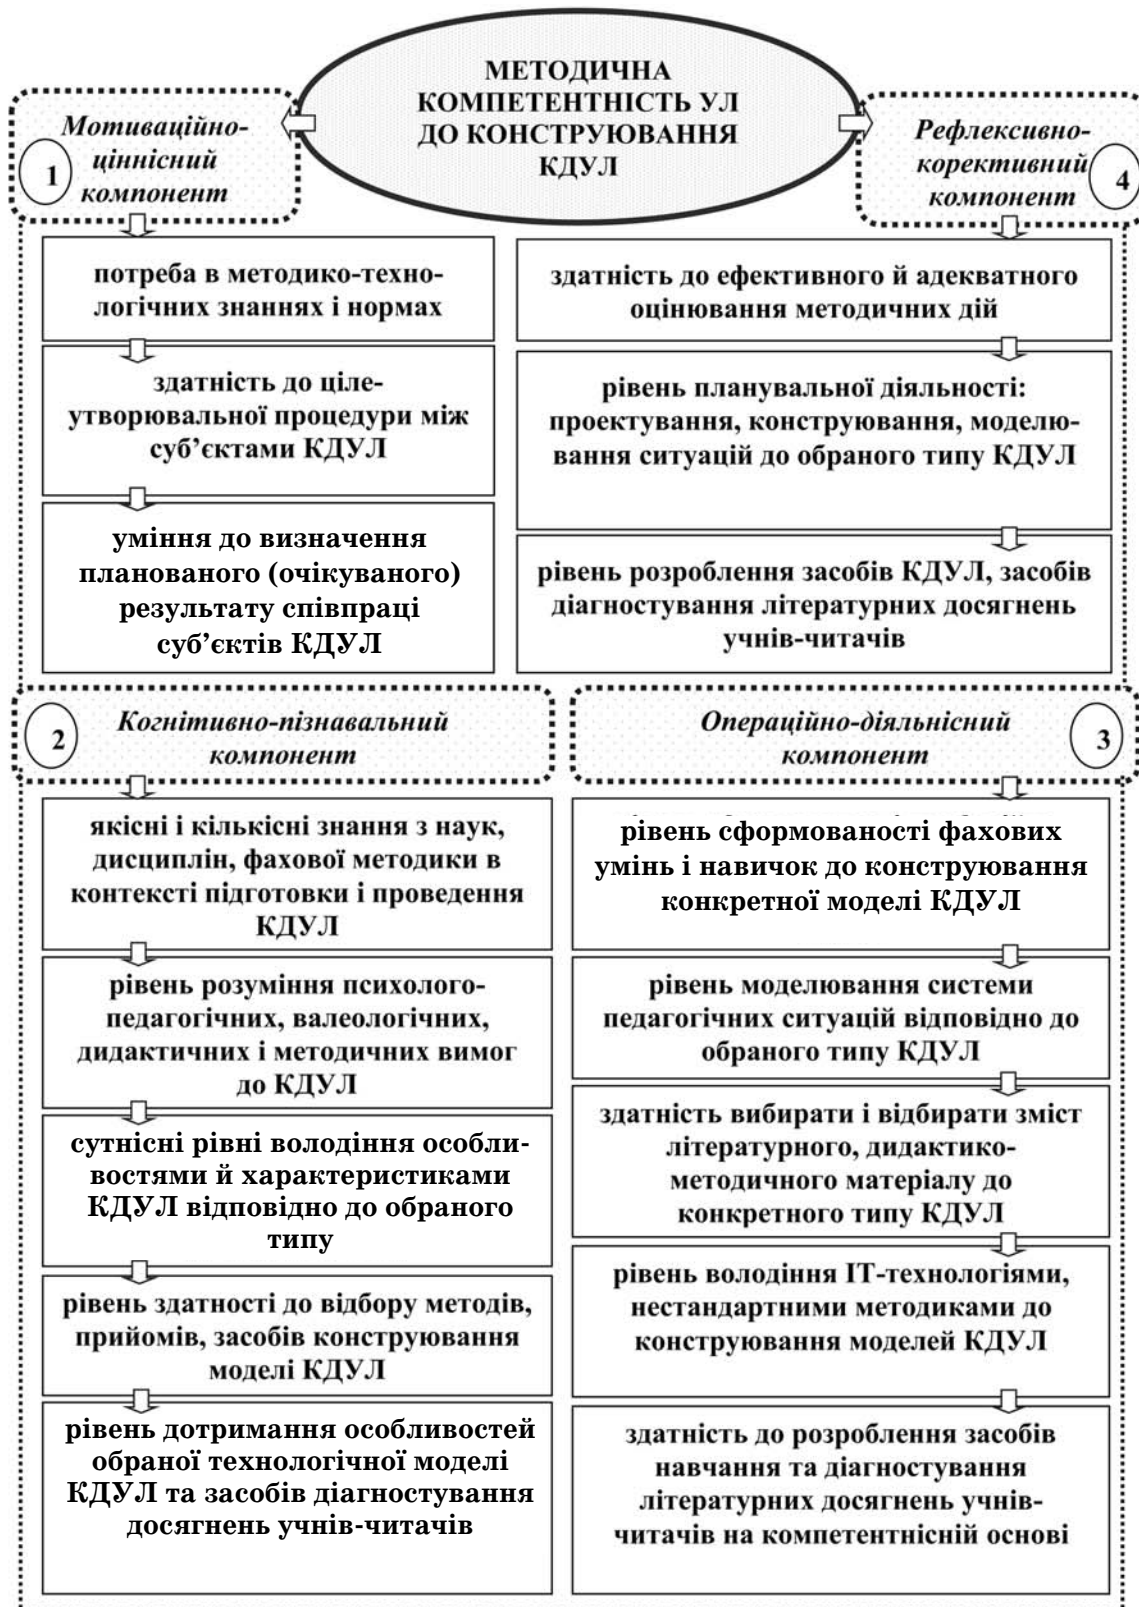 МЕТОДИЧНА
КОМПЕТЕНТНІСТЬ УЛ
ДО КОНСТРУЮВАННЯ
КДУЛ
Мотиваційно-
ціннісний
компонент
1
потреба в методико-техно-
логічних знаннях і нормах
здатність до ціле-
утворювальної процедури між
суб’єктами КДУЛ
уміння до визначення
планованого (очікуваного)
результату співпраці
суб’єктів КДУЛ
Рефлексивно-
корективний
компонент
4
здатність до ефективного й адекватного
оцінювання методичних дій
рівень планувальної діяльності:
проектування, конструювання, моделю-
вання ситуацій до обраного типу КДУЛ
рівень розроблення засобів КДУЛ, засобів
діагностування літературних досягнень
учнів-читачів
2
Когнітивно-пізнавальний
компонент
якісні і кількісні знання з наук,
дисциплін, фахової методики в
контексті підготовки і проведення
КДУЛ
рівень розуміння психолого-
педагогічних, валеологічних,
дидактичних і методичних вимог
до КДУЛ
сутнісні рівні володіння особли-
востями й характеристиками
КДУЛ відповідно до обраного
типу
рівень здатності до відбору методів,
прийомів, засобів конструювання
моделі КДУЛ
рівень дотримання особливостей
обраної технологічної моделі
КДУЛ та засобів діагностування
досягнень учнів-читачів
Операційно-діяльнісний
компонент
3
рівень сформованості фахових
умінь і навичок до конструювання
конкретної моделі КДУЛ
рівень моделювання системи
педагогічних ситуацій відповідно до
обраного типу КДУЛ
здатність вибирати і відбирати зміст
літературного, дидактико-
методичного матеріалу до
конкретного типу КДУЛ
рівень володіння ІТ-технологіями,
нестандартними методиками до
конструювання моделей КДУЛ
здатність до розроблення засобів
навчання та діагностування
літературних досягнень учнів-
читачів на компетентнісній основі